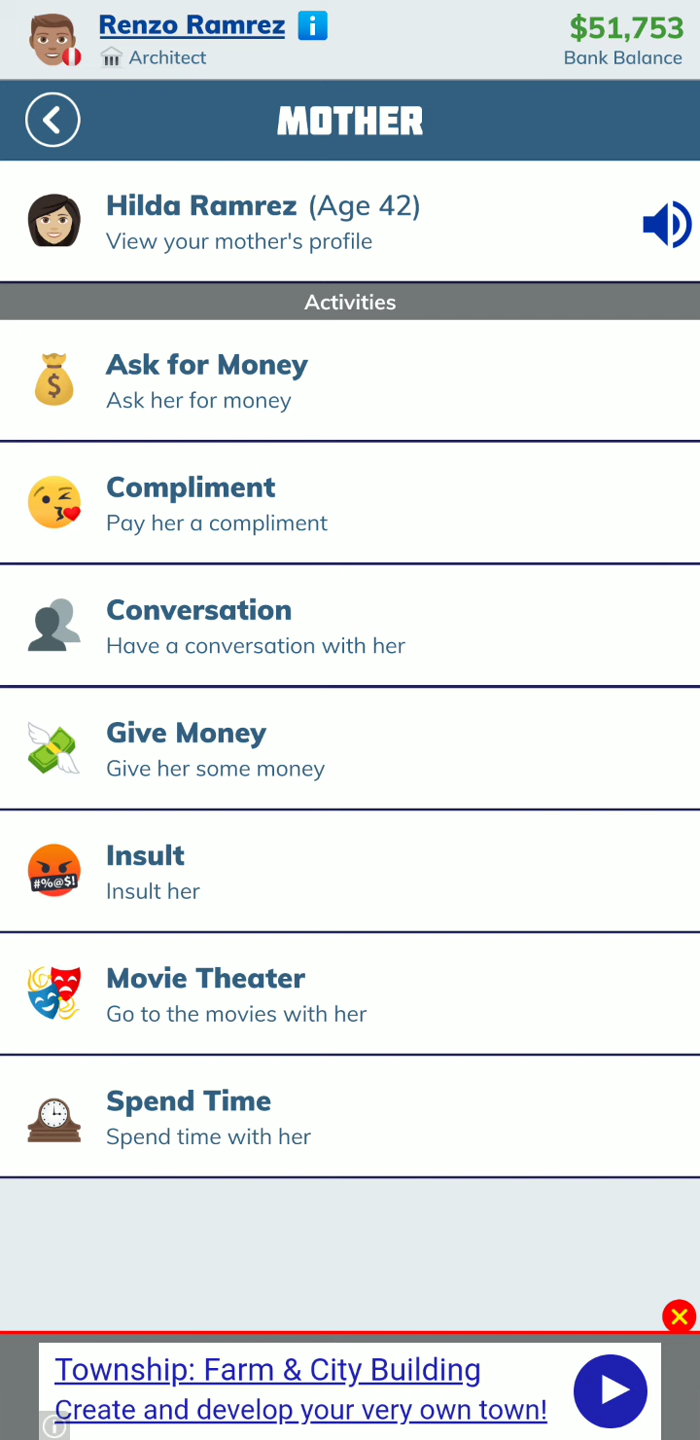 Renzo Ramrez
$51,753
Architect
Bank Balance
MOTHER
Hilda Ramrez (Age 42)
View your mother's profile
Activities
Ask for Money
Ask her for money
Compliment
Pay her a compliment
Conversation
Have a conversation with her
Give Money
Give her some money
#%@$!
Insult
Insult her
Movie Theater
Go to the movies with her
Spend Time
Spend time with her
Township: Farm & City Building
Create and develop your very own town!